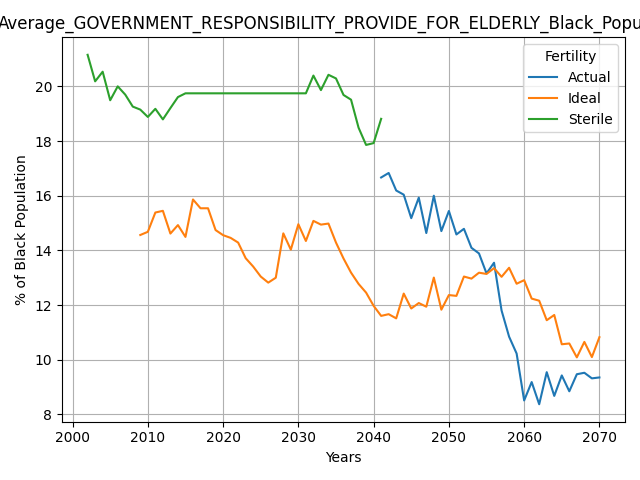 Average_GOVERNMENT_RESPONSIBILITY_PROVIDE_FOR_ELDERLY_Black_Popu
Fertility
Actual
Ideal
Sterile
% of Black Population
20
18
16
14
12
10
8
2000 2010 2020 2030 2040 2050 2060 2070
Years